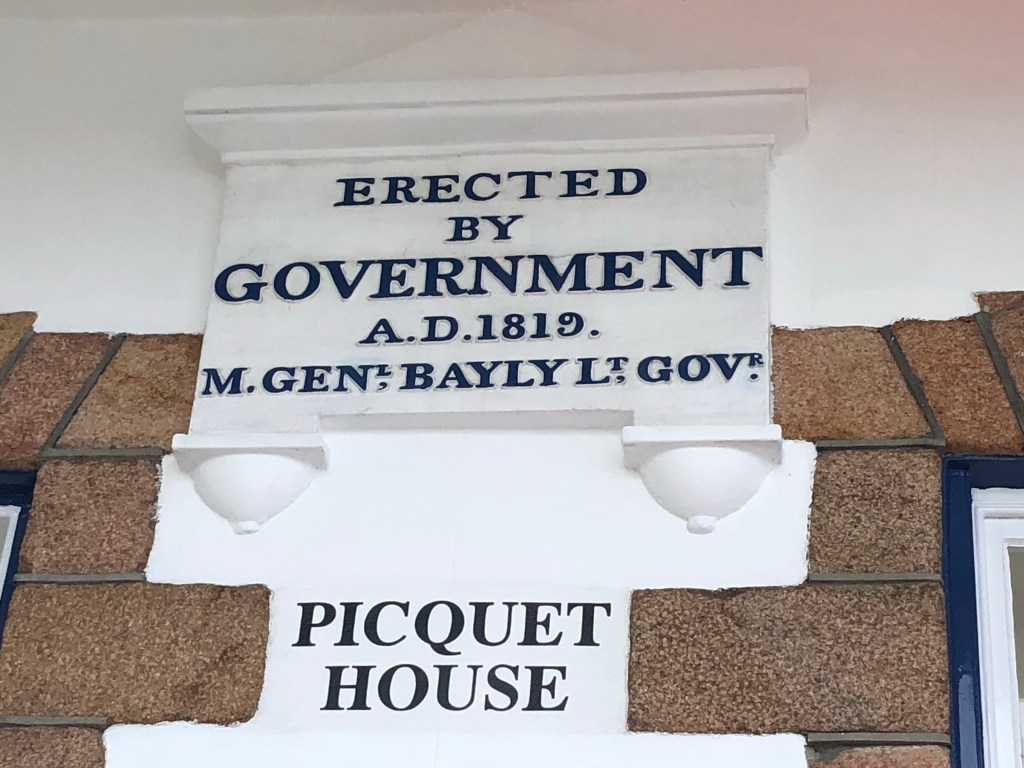 ERECTED
BY
GOVERNMENT
A.D.1819.
M.GENL; BAYLY LT; GOVR.
PICQUET
HOUSE